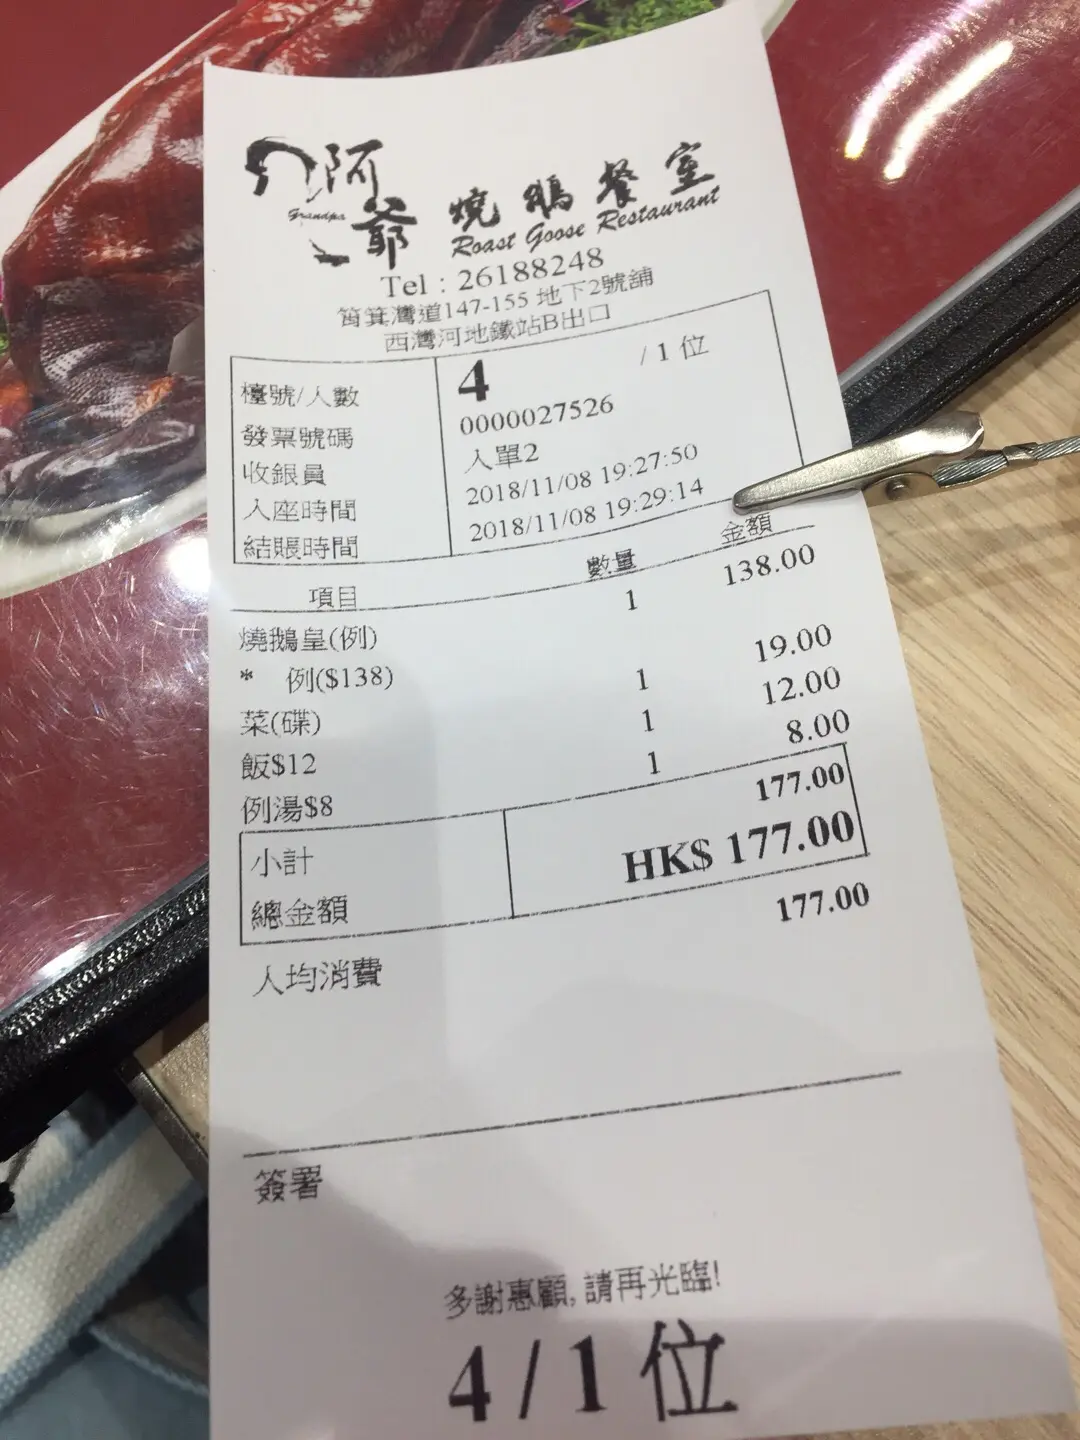 阿爺
Grandpa
燒鵝餐室
Roast Goose Restaurant
Tel : 26188248
筲箕灣道147-155 地下2號舖
西灣河地鐵站B出口
檯號/人數 4 / 1 位
發票號碼 0000027526
收銀員 入單2
入座時間 2018/11/08 19:27:50
結賬時間 2018/11/08 19:29:14
項目 數量 金額
燒鵝皇(例) 1 138.00
* 例($138)
菜(碟) 1 19.00
飯$12 1 12.00
例湯$8 1 8.00
小計 177.00
總金額 HK$ 177.00
人均消費 177.00
簽署
多謝惠顧, 請再光臨!
4 / 1 位